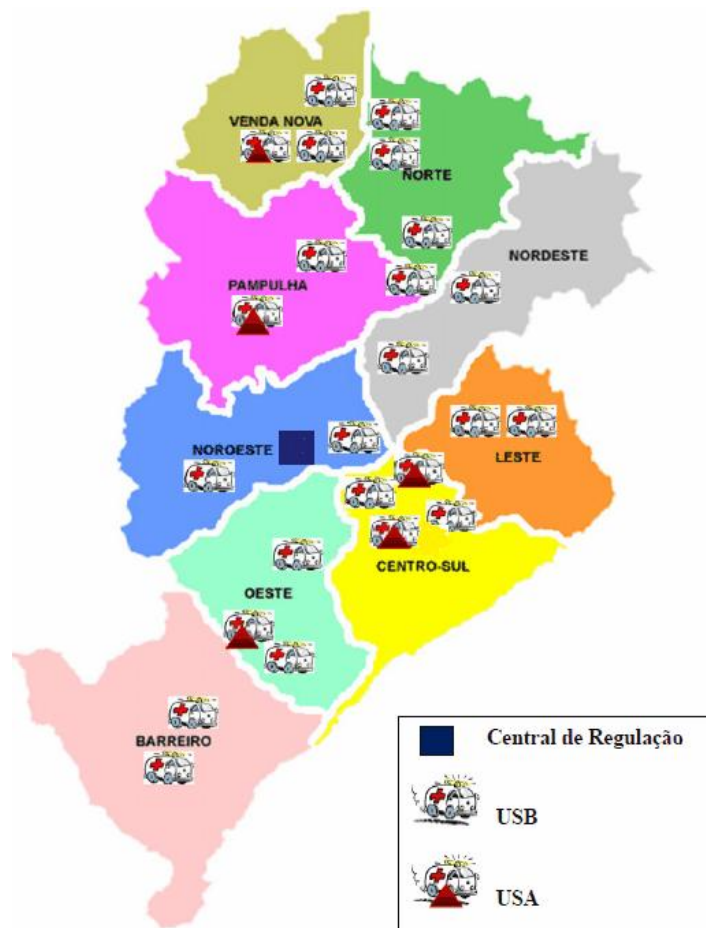 VENDA NOVA
NORTE
NORDESTE
PAMPULHA
NOROESTE
LESTE
CENTRO-SUL
OESTE
BARREIRO
Central de Regulação
USB
USA